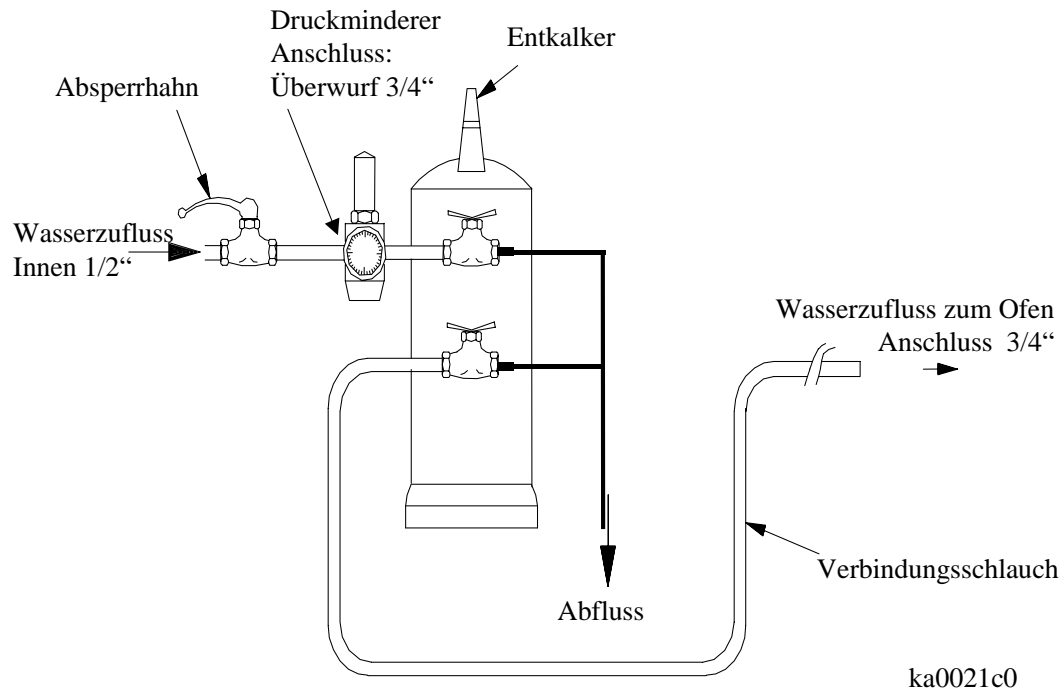 Druckminderer
Anschluss:
Überwurf 3/4“
Entkalker
Absperrhahn
Wasserzufluss
Innen 1/2“
Wasserzufluss zum Ofen
Anschluss 3/4“
Verbindungsschlauch
Abfluss
ka0021c0